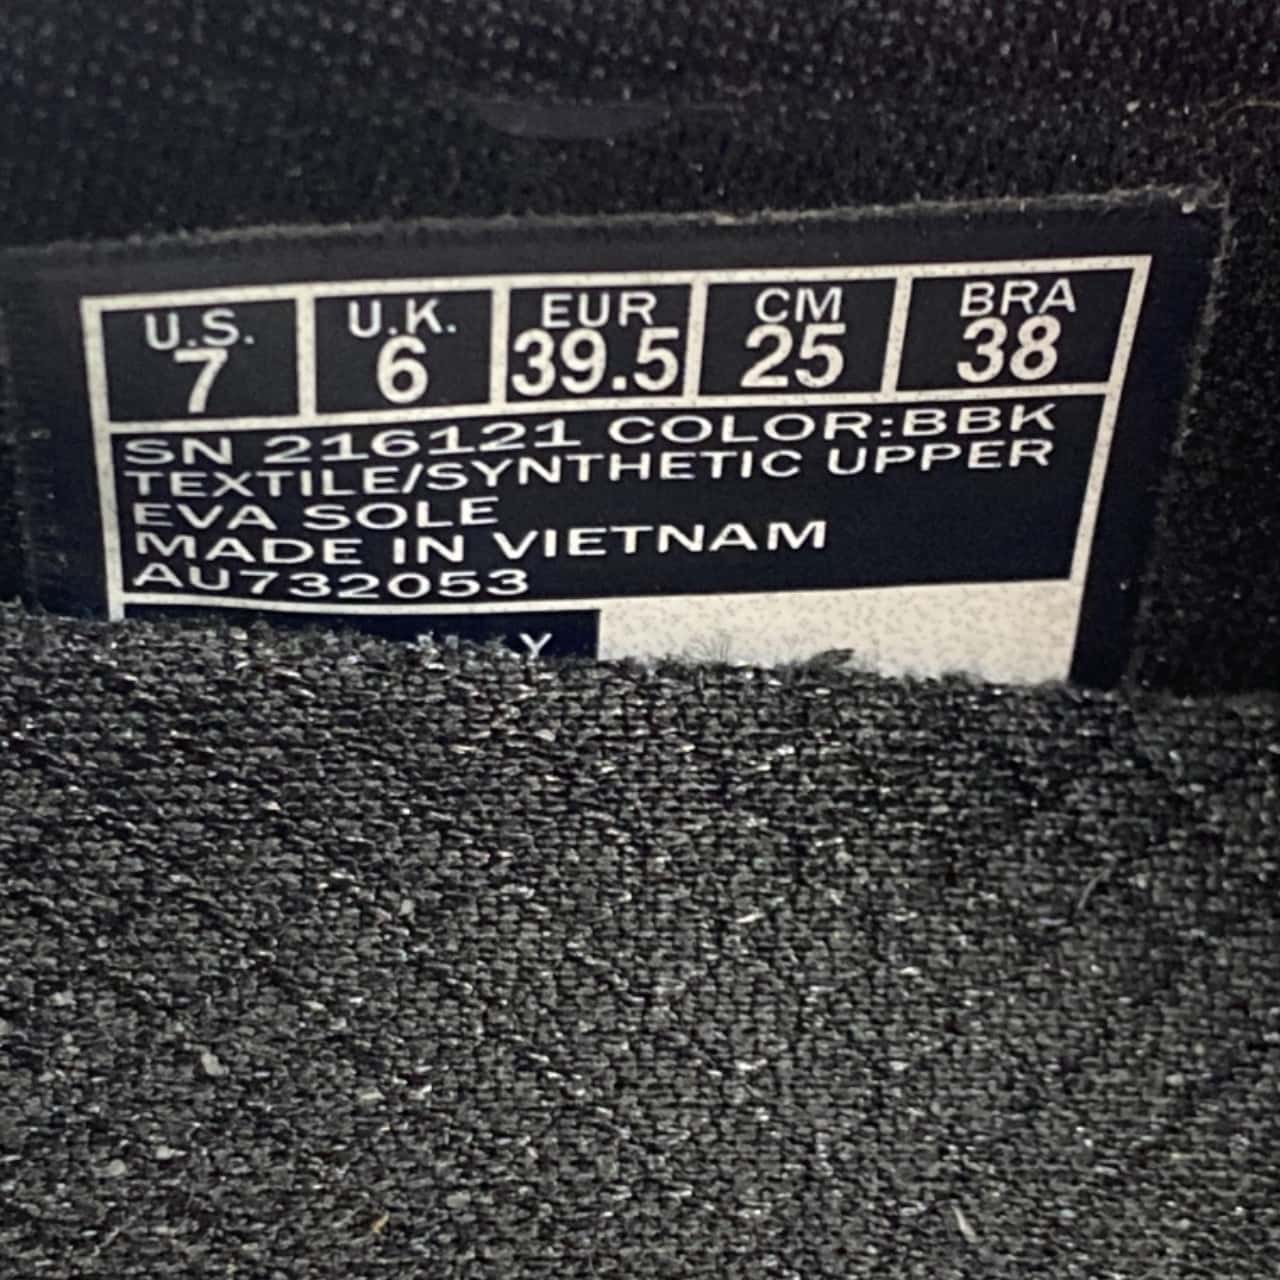 U.S. U.K. EUR CM BRA
7 6 39.5 25 38
SN 216121 COLOR:BBK
TEXTILE/SYNTHETIC UPPER
EVA SOLE
MADE IN VIETNAM
AU732053